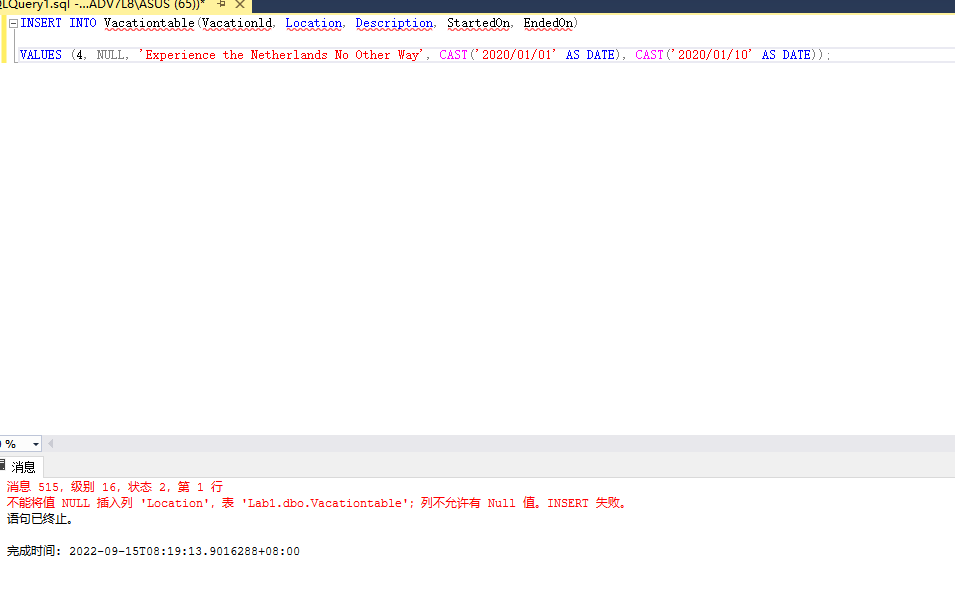 LQuery1.sql -...ADV7L8\ASUS (65))*
INSERT INTO Vacationtable(VacationId, Location, Description, StartedOn, EndedOn)
VALUES (4, NULL, 'Experience the Netherlands No Other Way', CAST('2020/01/01' AS DATE), CAST('2020/01/10' AS DATE));
%
消息
消息 515，级别 16，状态 2，第 1 行
不能将值 NULL 插入列 'Location'，表 'Lab1.dbo.Vacationtable'；列不允许有 Null 值。INSERT 失败。
语句已终止。
完成时间: 2022-09-15T08:19:13.9016288+08:00